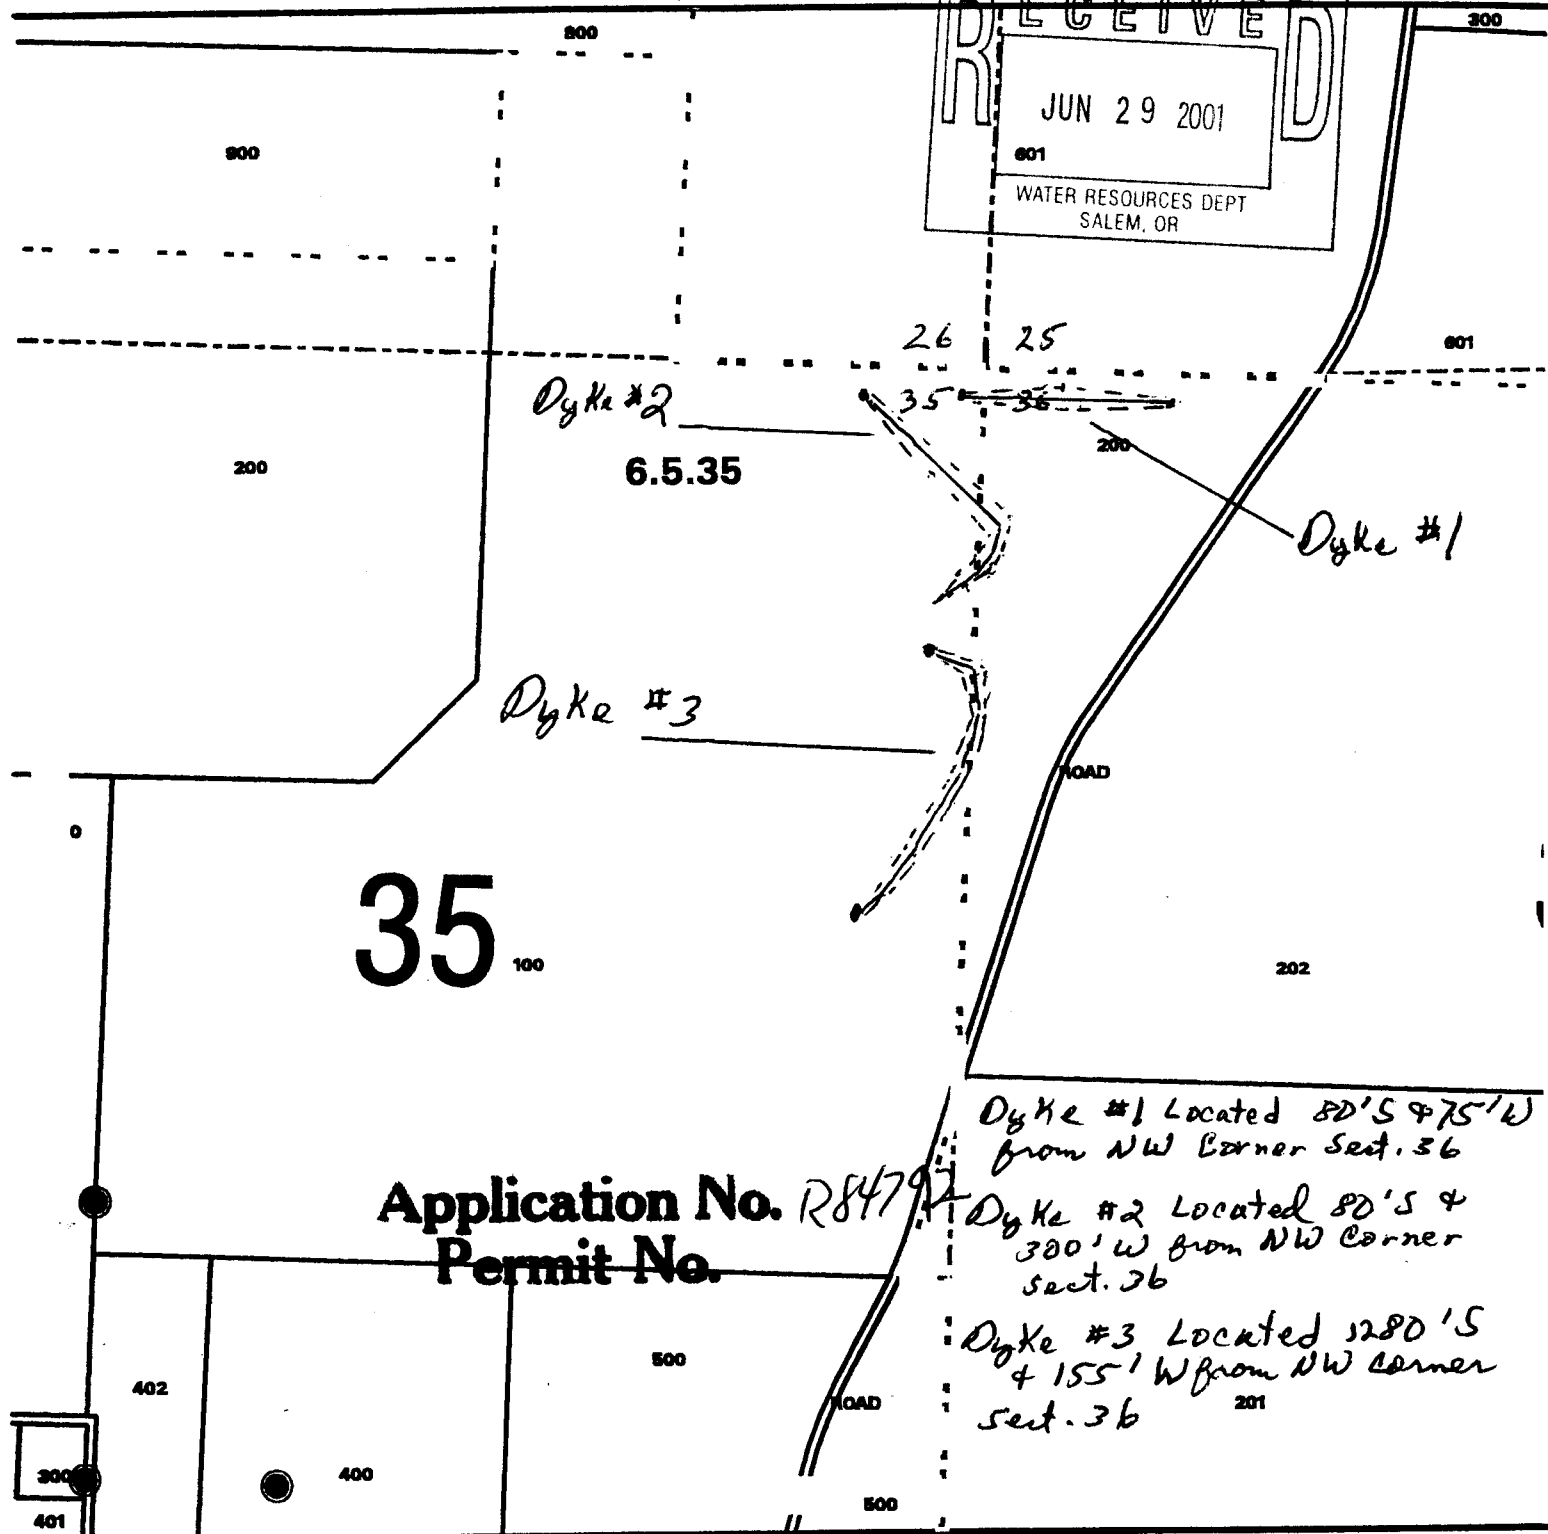 800
RECEIVED
300
JUN 29 2001
900
601
WATER RESOURCES DEPT
SALEM, OR
26 25
601
Dyke #2
35 36
200
200
6.5.35
Dyke #1
Dyke #3
ROAD
0
35
100
202
Dyke #1 Located 80'S & 75'W
from NW Corner Sect. 36
Application No. R84792
Permit No.
Dyke #2 Located 80'S &
300'W from NW Corner
sect. 36
Dyke #3 Located 1280'S
& 155' W from NW corner
sect. 36
500
402
ROAD
201
300
400
500
401